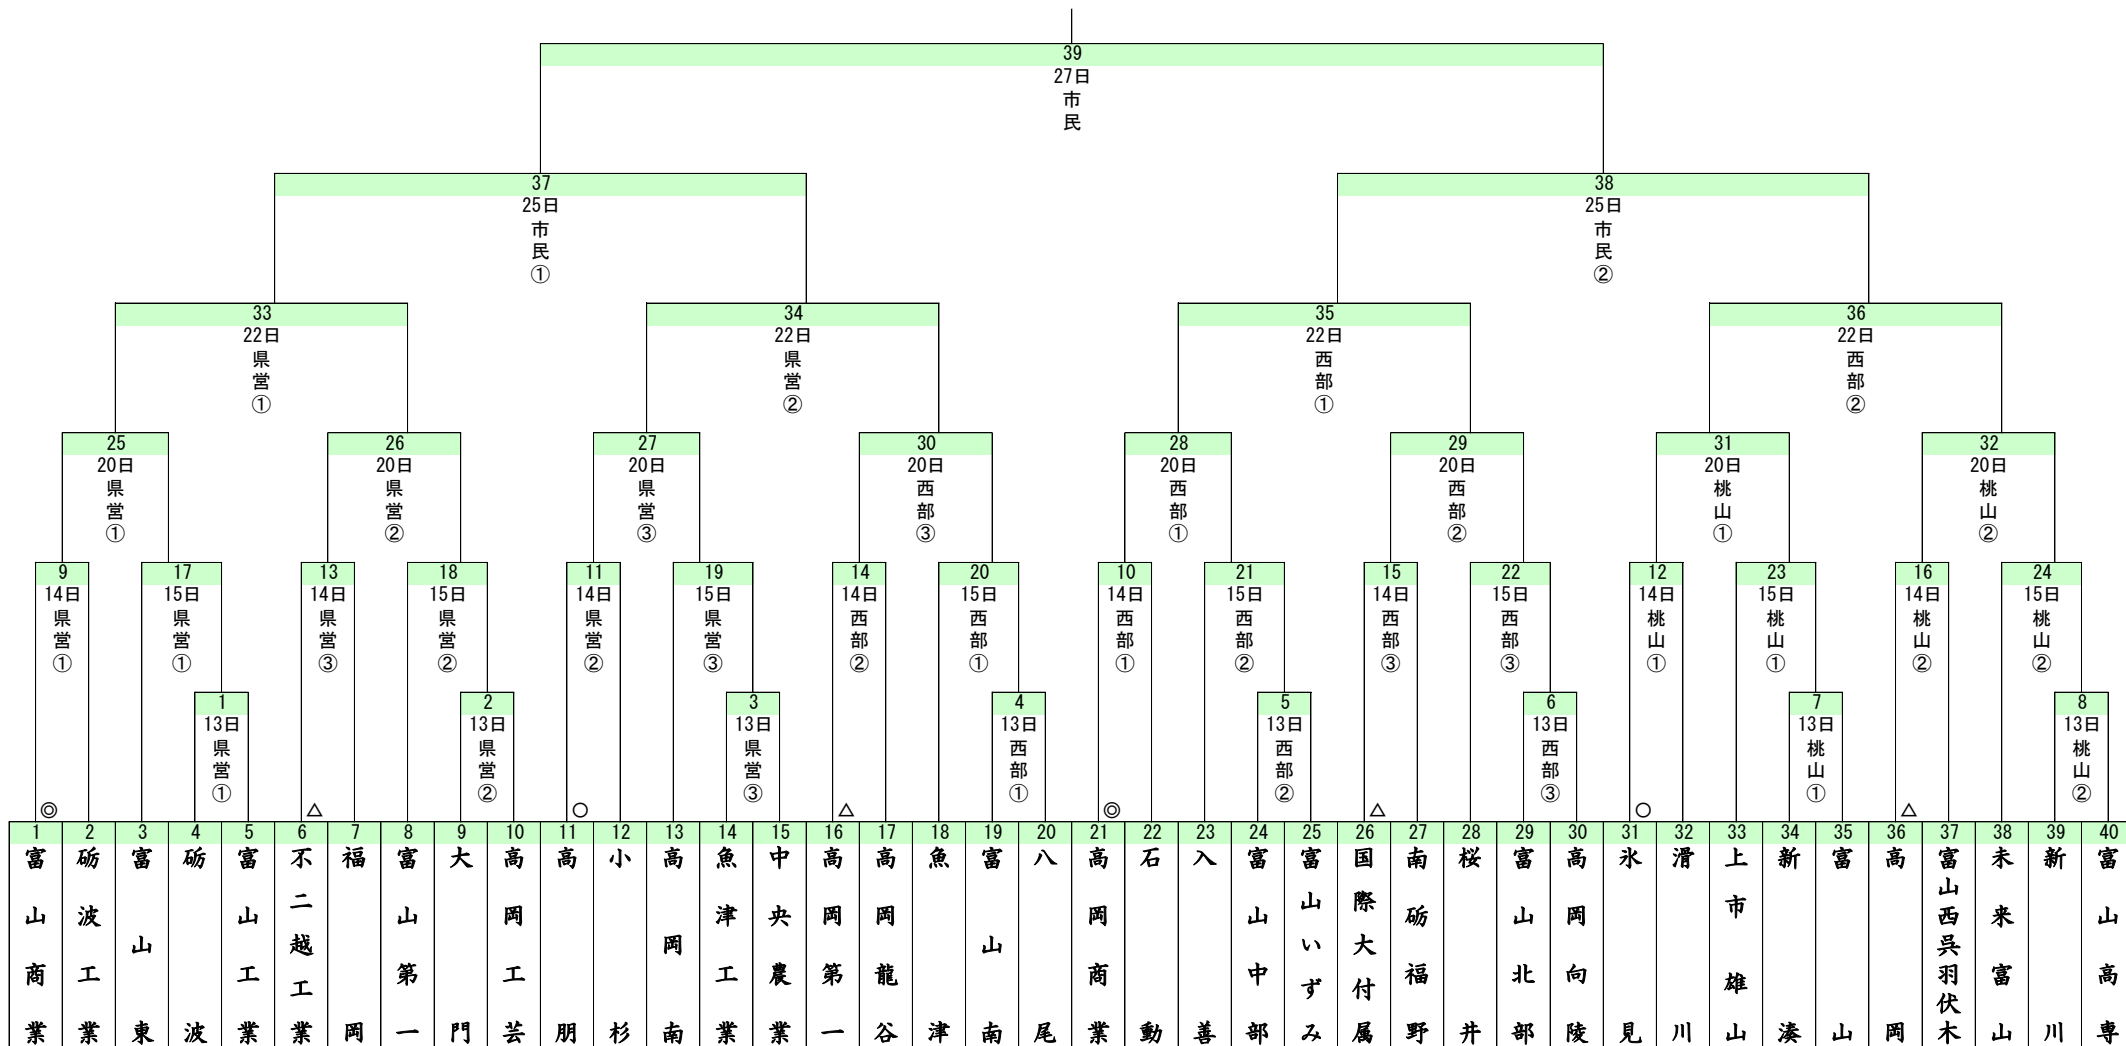 39
27日
市民
37
25日
市民
①
38
25日
市民
②
33
22日
県営
①
34
22日
県営
②
35
22日
西部
①
36
22日
西部
②
25
20日
県営
①
26
20日
県営
②
27
20日
県営
③
30
20日
西部
③
28
20日
西部
①
29
20日
西部
②
31
20日
桃山
①
32
20日
桃山
②
9
14日
県営
①
17
15日
県営
①
13
14日
県営
③
18
15日
県営
②
11
14日
県営
②
19
15日
県営
③
14
14日
西部
②
20
15日
西部
①
10
14日
西部
①
21
15日
西部
②
15
14日
西部
③
22
15日
西部
③
12
14日
桃山
①
23
15日
桃山
①
16
14日
桃山
②
24
15日
桃山
②
1
13日
県営
①
2
13日
県営
②
3
13日
県営
③
4
13日
西部
①
5
13日
西部
②
6
13日
西部
③
7
13日
桃山
①
8
13日
桃山
②
◎ △ ○ △ ◎ △ ○ △
1 富山商業
2 砺波工業
3 富山東
4 砺波
5 富山工業
6 不二越工業
7 福岡
8 富山第一
9 大門
10 高岡工芸
11 高朋
12 小杉
13 高岡南
14 魚津工業
15 中央農業
16 高岡第一
17 高岡龍谷
18 魚津
19 富山南
20 八尾
21 高岡商業
22 石動
23 入善
24 富山中部
25 富山いずみ
26 国際大付属
27 南砺福野
28 桜井
29 富山北部
30 高岡向陵
31 氷見
32 滑川
33 上市雄山
34 新湊
35 富山
36 高岡
37 富山西呉羽伏木
38 未来富山
39 新川
40 富山高専